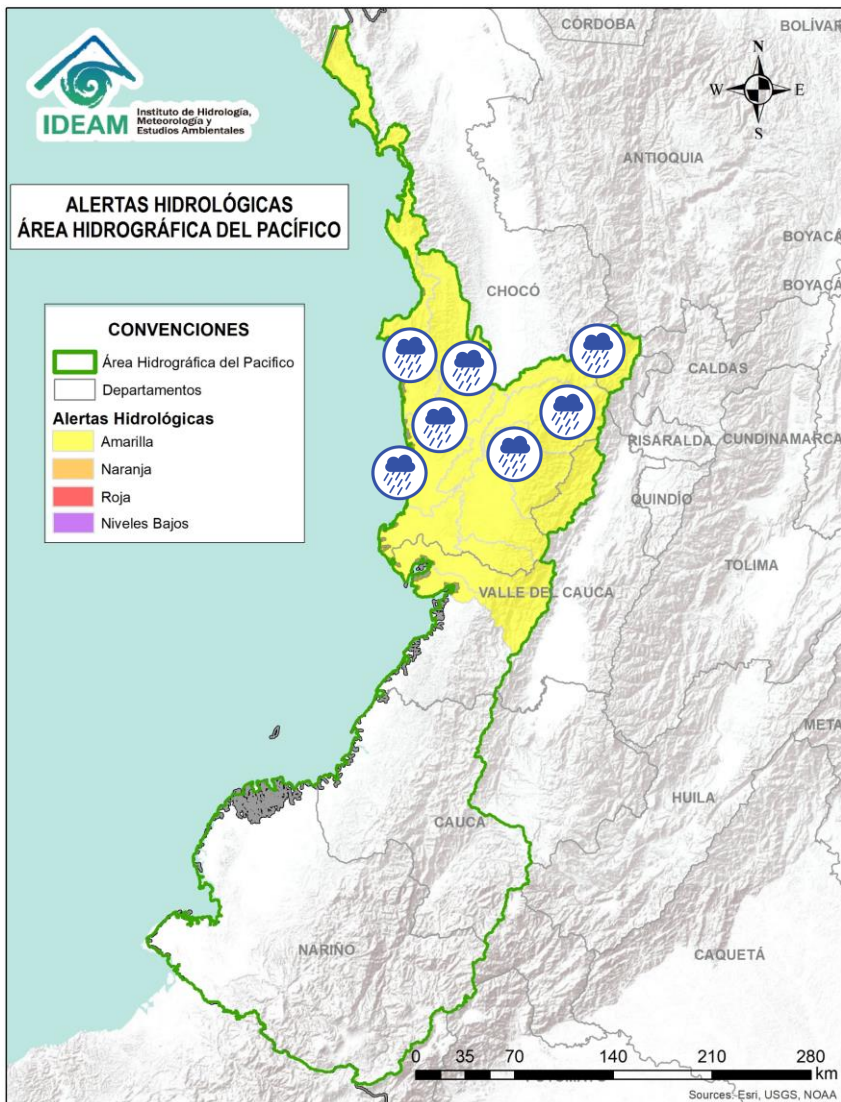 CÓRDOBA
BOLÍVAR
N
W E
S
IDEAM
Instituto de Hidrología,
Meteorología y
Estudios Ambientales
ANTIOQUIA
ALERTAS HIDROLÓGICAS
ÁREA HIDROGRÁFICA DEL PACÍFICO
BOYACÁ
BOYACÁ
CHOCÓ
CONVENCIONES
Área Hidrográfica del Pacifico
Departamentos
Alertas Hidrológicas
Amarilla
Naranja
Roja
Niveles Bajos
CALDAS
RISARALDA
CUNDINAMARCA
QUINDÍO
TOLIMA
VALLE DEL CAUCA
META
HUILA
CAUCA
NARIÑO
CAQUETÁ
0 35 70 140 210 280
km
Sources: Esri, USGS, NOAA